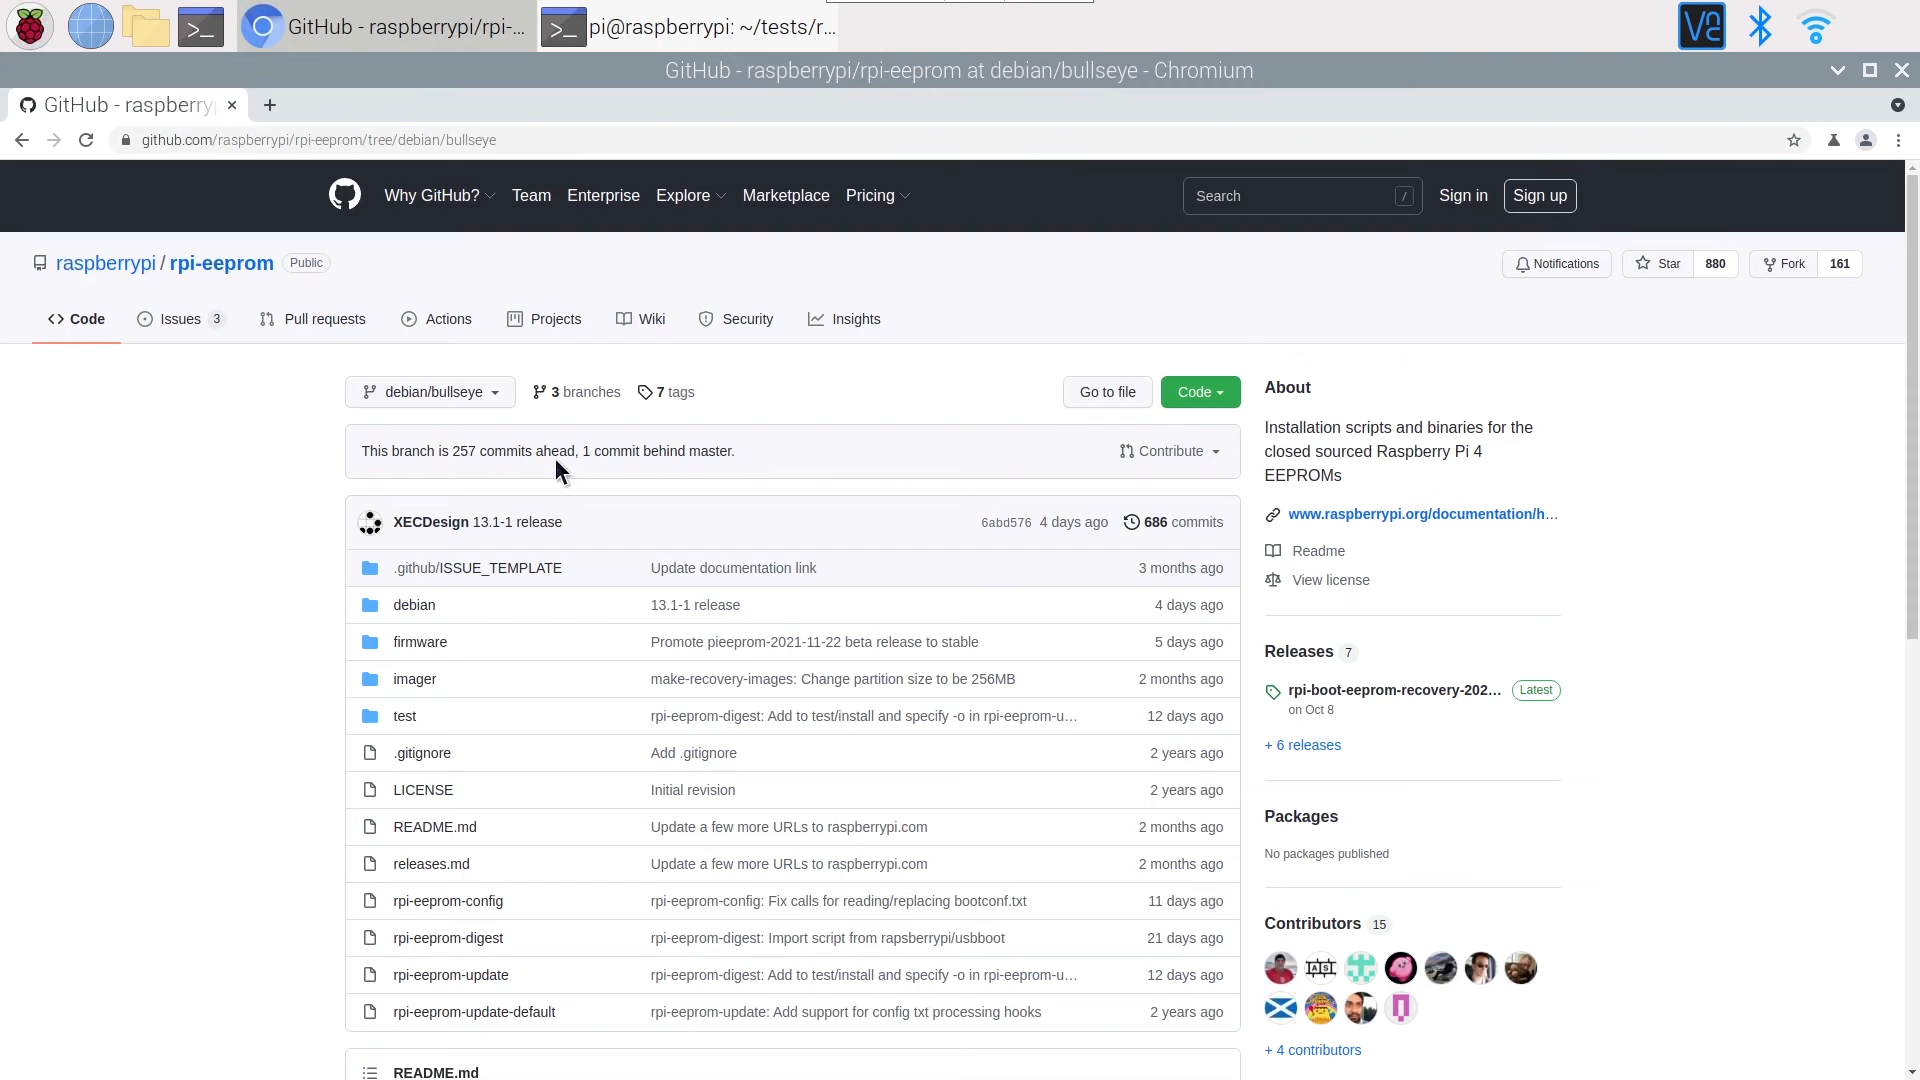 GitHub - raspberrypi/rpi-...
pi@raspberrypi: ~/tests/r...
GitHub - raspberrypi/rpi-eeprom at debian/bullseye - Chromium
GitHub - raspberryp
github.com/raspberrypi/rpi-eeprom/tree/debian/bullseye
Why GitHub? Team Enterprise Explore Marketplace Pricing Search / Sign in Sign up
raspberrypi / rpi-eeprom Public
Notifications Star 880 Fork 161
Code Issues 3 Pull requests Actions Projects Wiki Security Insights
debian/bullseye 3 branches 7 tags Go to file Code
This branch is 257 commits ahead, 1 commit behind master. Contribute
XECDesign 13.1-1 release 6abd576 4 days ago 686 commits
.github/ISSUE_TEMPLATE Update documentation link 3 months ago
debian 13.1-1 release 4 days ago
firmware Promote pieeprom-2021-11-22 beta release to stable 5 days ago
imager make-recovery-images: Change partition size to be 256MB 2 months ago
test rpi-eeprom-digest: Add to test/install and specify -o in rpi-eeprom-u... 12 days ago
.gitignore Add .gitignore 2 years ago
LICENSE Initial revision 2 years ago
README.md Update a few more URLs to raspberrypi.com 2 months ago
releases.md Update a few more URLs to raspberrypi.com 2 months ago
rpi-eeprom-config rpi-eeprom-config: Fix calls for reading/replacing bootconf.txt 11 days ago
rpi-eeprom-digest rpi-eeprom-digest: Import script from rapsberrypi/usbboot 21 days ago
rpi-eeprom-update rpi-eeprom-digest: Add to test/install and specify -o in rpi-eeprom-u... 12 days ago
rpi-eeprom-update-default rpi-eeprom-update: Add support for config txt processing hooks 2 years ago
README.md
About
Installation scripts and binaries for the
closed sourced Raspberry Pi 4
EEPROMs
www.raspberrypi.org/documentation/h...
Readme
View license
Releases 7
rpi-boot-eeprom-recovery-202... Latest
on Oct 8
+ 6 releases
Packages
No packages published
Contributors 15
+ 4 contributors